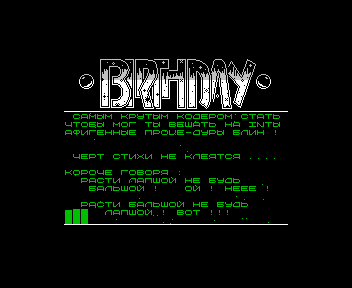 BIRTHDAY
САМЫМ КРУТЫМ КОДЕРОМ СТАТЬ
ЧТОБЫ МОГ ТЫ ВЕШАТЬ НА INTЫ
АФИГЕННЫЕ ПРОЦЕ-ДУРЫ БЛИН !
ЧЕРТ СТИХИ НЕ КЛЕЯТСЯ ....
КОРОЧЕ ГОВОРЯ :
РАСТИ ЛАПШОЙ НЕ БУДЬ
БАЛЬШОЙ ! ОЙ ! НЕЕЕ !
РАСТИ БАЛЬШОЙ НЕ БУДЬ
ЛАПШОЙ ! ВОТ !!!